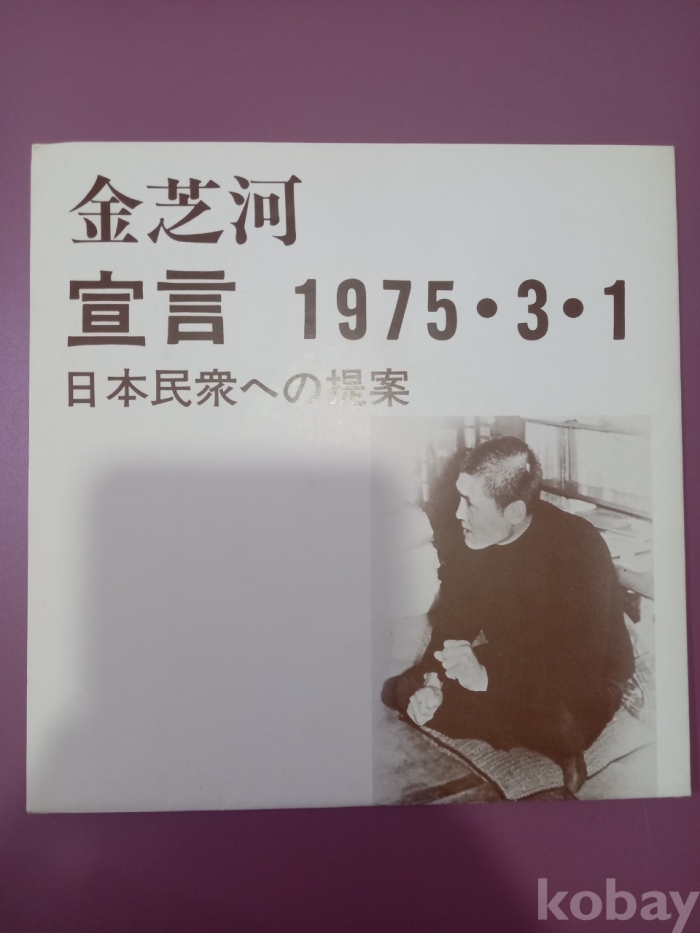 金芝河
宣言 1975・3・1
日本民衆への提案
kobay